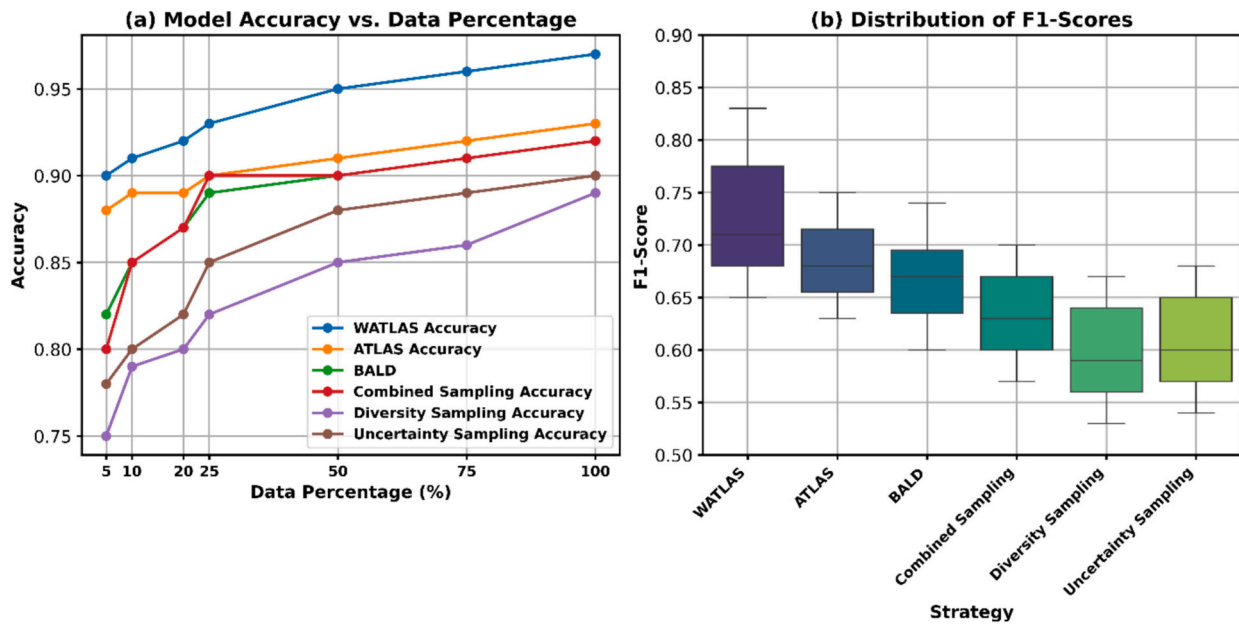 (a) Model Accuracy vs. Data Percentage
0.95
0.90
0.85
0.80
0.75
Accuracy
5 10 20 25 50 75 100
Data Percentage (%)
WATLAS Accuracy
ATLAS Accuracy
BALD
Combined Sampling Accuracy
Diversity Sampling Accuracy
Uncertainty Sampling Accuracy
(b) Distribution of F1-Scores
0.90
0.85
0.80
0.75
0.70
0.65
0.60
0.55
0.50
F1-Score
WATLAS
ATLAS
BALD
Combined Sampling
Diversity Sampling
Uncertainty Sampling
Strategy